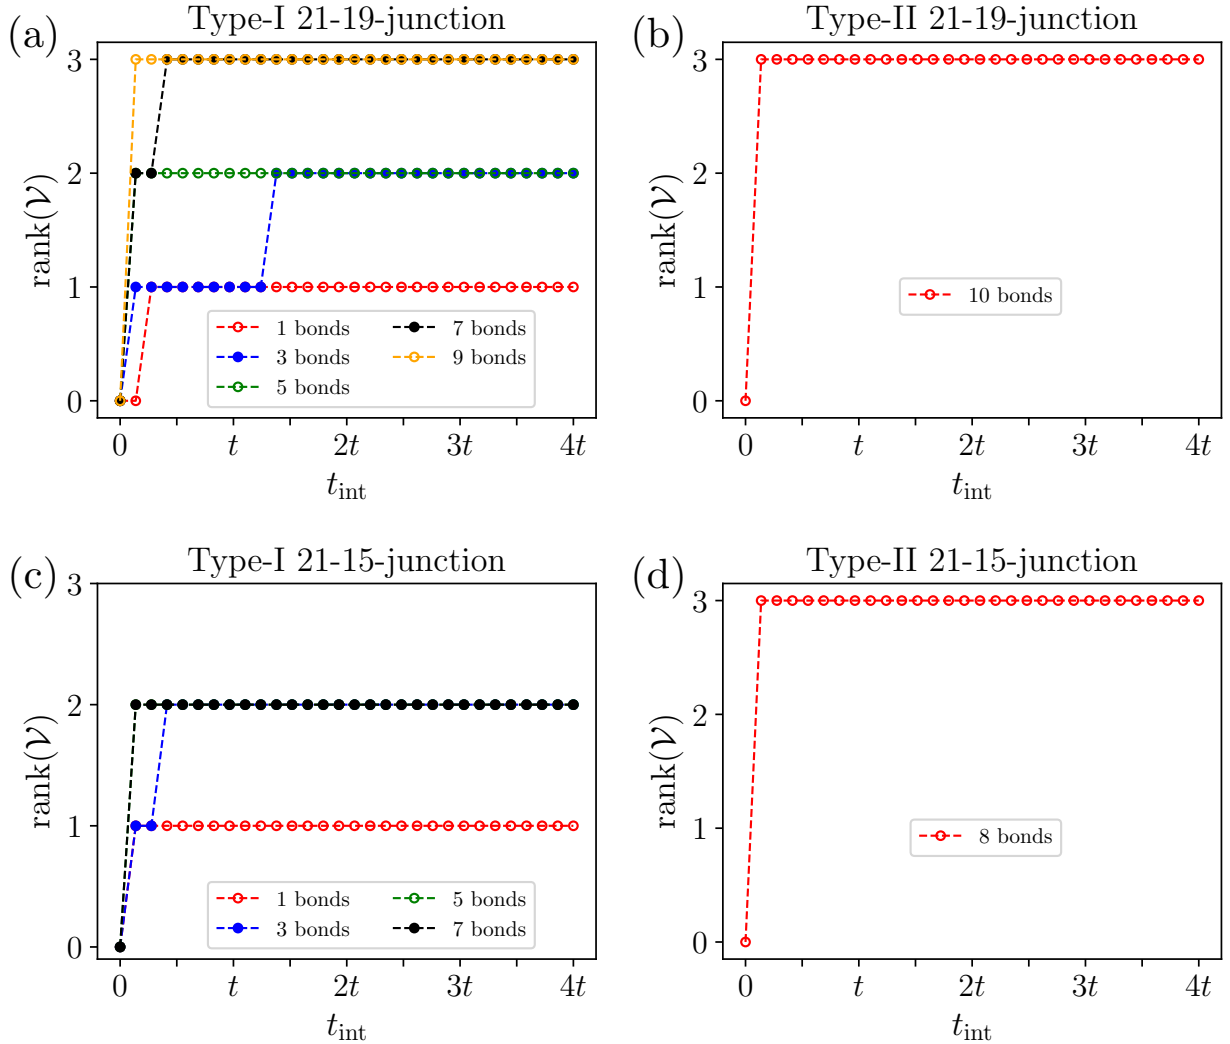 (a)
Type-I 21-19-junction
rank(𝒱)
3
2
1
0
1 bonds
3 bonds
5 bonds
7 bonds
9 bonds
0
t
2t
3t
4t
t_int
(b)
Type-II 21-19-junction
rank(𝒱)
3
2
1
0
10 bonds
0
t
2t
3t
4t
t_int
(c)
Type-I 21-15-junction
rank(𝒱)
3
2
1
0
1 bonds
3 bonds
5 bonds
7 bonds
0
t
2t
3t
4t
t_int
(d)
Type-II 21-15-junction
rank(𝒱)
3
2
1
0
8 bonds
0
t
2t
3t
4t
t_int